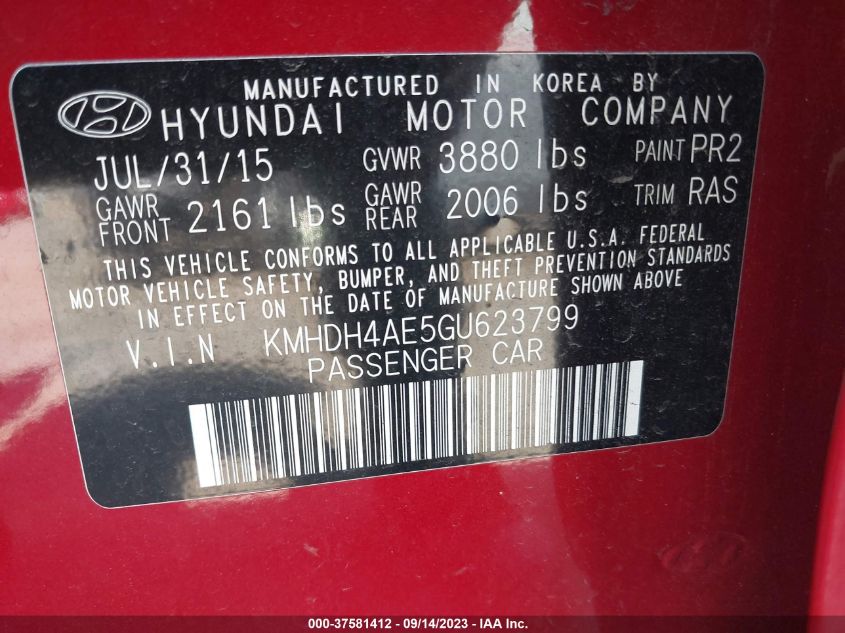 MANUFACTURED IN KOREA BY
HYUNDAI MOTOR COMPANY
JUL/31/15 GVWR 3880 lbs PAINT PR2
GAWR FRONT 2161 lbs GAWR REAR 2006 lbs TRIM RAS
THIS VEHICLE CONFORMS TO ALL APPLICABLE U.S.A. FEDERAL
MOTOR VEHICLE SAFETY, BUMPER, AND THEFT PREVENTION STANDARDS
IN EFFECT ON THE DATE OF MANUFACTURE SHOWN ABOVE
V.I.N KMHDH4AE5GU623799
PASSENGER CAR
000-37581412 - 09/14/2023 - IAA Inc.